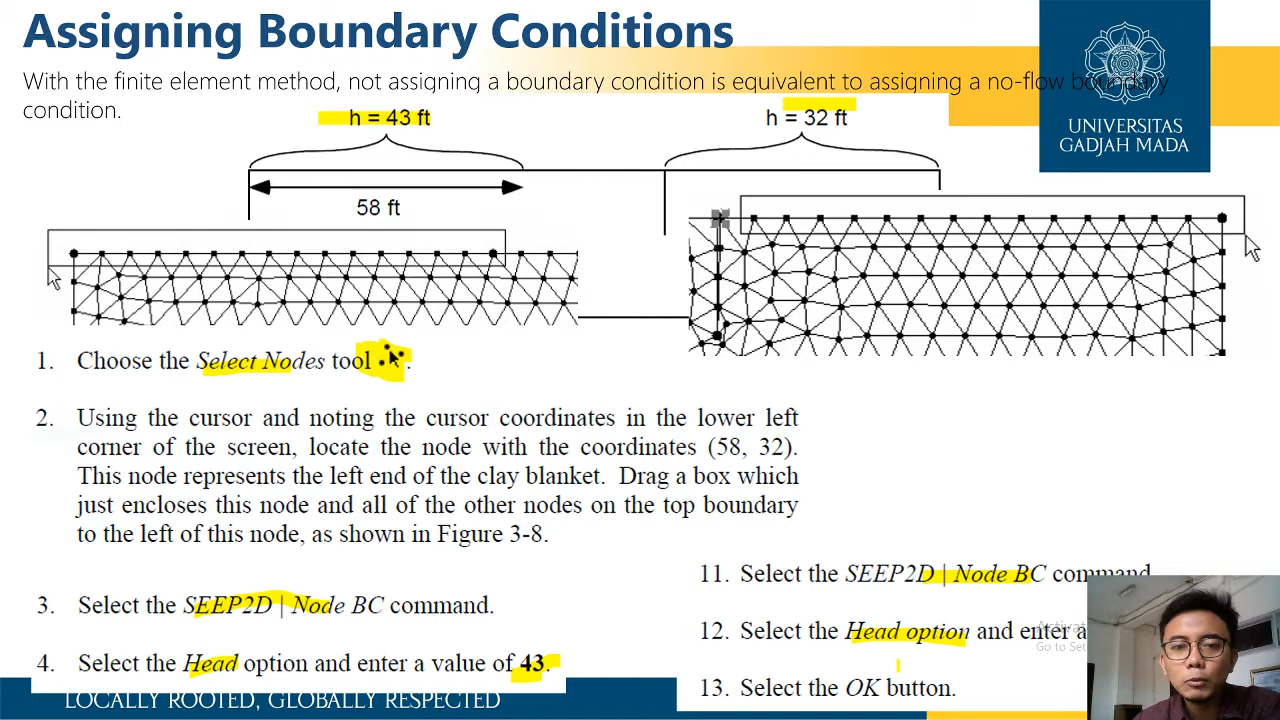 Assigning Boundary Conditions
With the finite element method, not assigning a boundary condition is equivalent to assigning a no-flow boundary
condition.
UNIVERSITAS
GADJAH MADA
h = 43 ft
h = 32 ft
58 ft
1. Choose the Select Nodes tool .
2. Using the cursor and noting the cursor coordinates in the lower left
corner of the screen, locate the node with the coordinates (58, 32).
This node represents the left end of the clay blanket. Drag a box which
just encloses this node and all of the other nodes on the top boundary
to the left of this node, as shown in Figure 3-8.
3. Select the SEEP2D | Node BC command.
4. Select the Head option and enter a value of 43.
11. Select the SEEP2D | Node BC command
12. Select the Head option and enter a
13. Select the OK button.
Go to Set
LOCALLY ROOTED, GLOBALLY RESPECTED